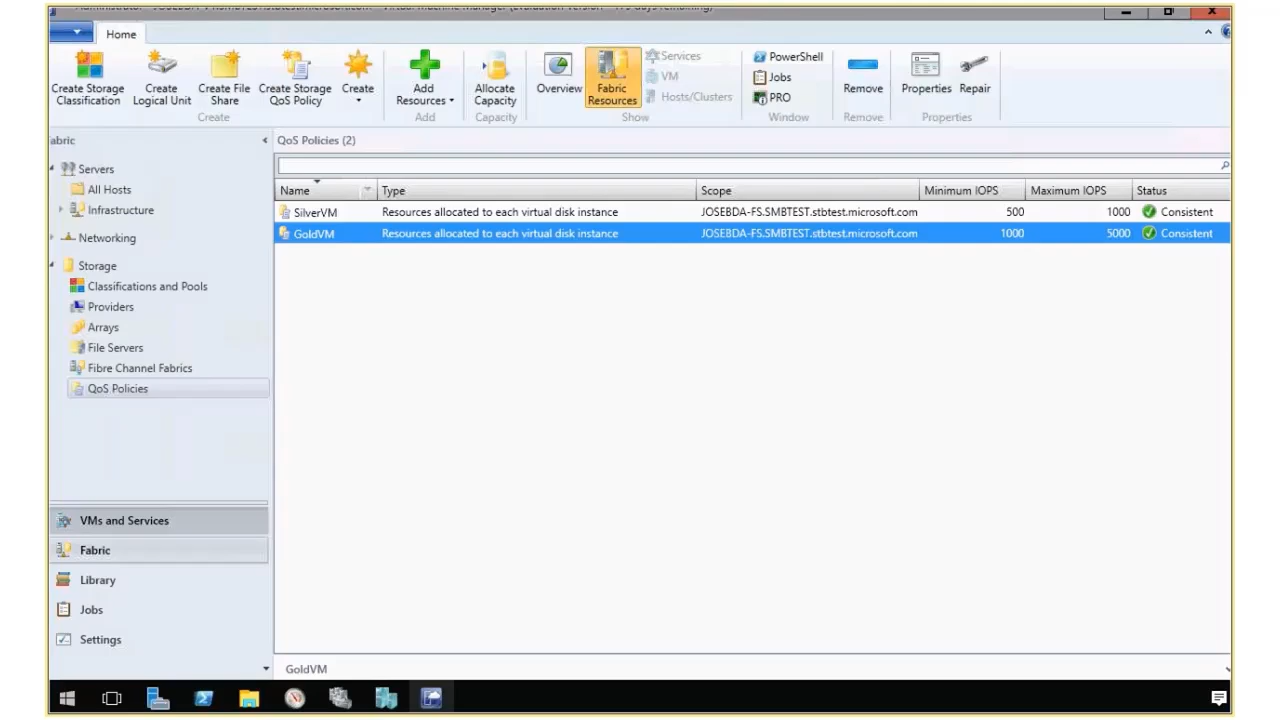 Home
Create Storage Classification
Create Logical Unit
Create File Share
Create Storage QoS Policy
Create
Create
Add Resources
Add
Allocate Capacity
Capacity
Overview
Fabric Resources
Services
VM
Hosts/Clusters
Show
PowerShell
Jobs
PRO
Window
Remove
Remove
Properties
Repair
Properties
abric
Servers
All Hosts
Infrastructure
Networking
Storage
Classifications and Pools
Providers
Arrays
File Servers
Fibre Channel Fabrics
QoS Policies
VMs and Services
Fabric
Library
Jobs
Settings
QoS Policies (2)
Name Type Scope Minimum IOPS Maximum IOPS Status
SilverVM Resources allocated to each virtual disk instance JOSEBDA-FS.SMBTEST.stbtest.microsoft.com 500 1000 Consistent
GoldVM Resources allocated to each virtual disk instance JOSEBDA-FS.SMBTEST.stbtest.microsoft.com 1000 5000 Consistent
GoldVM